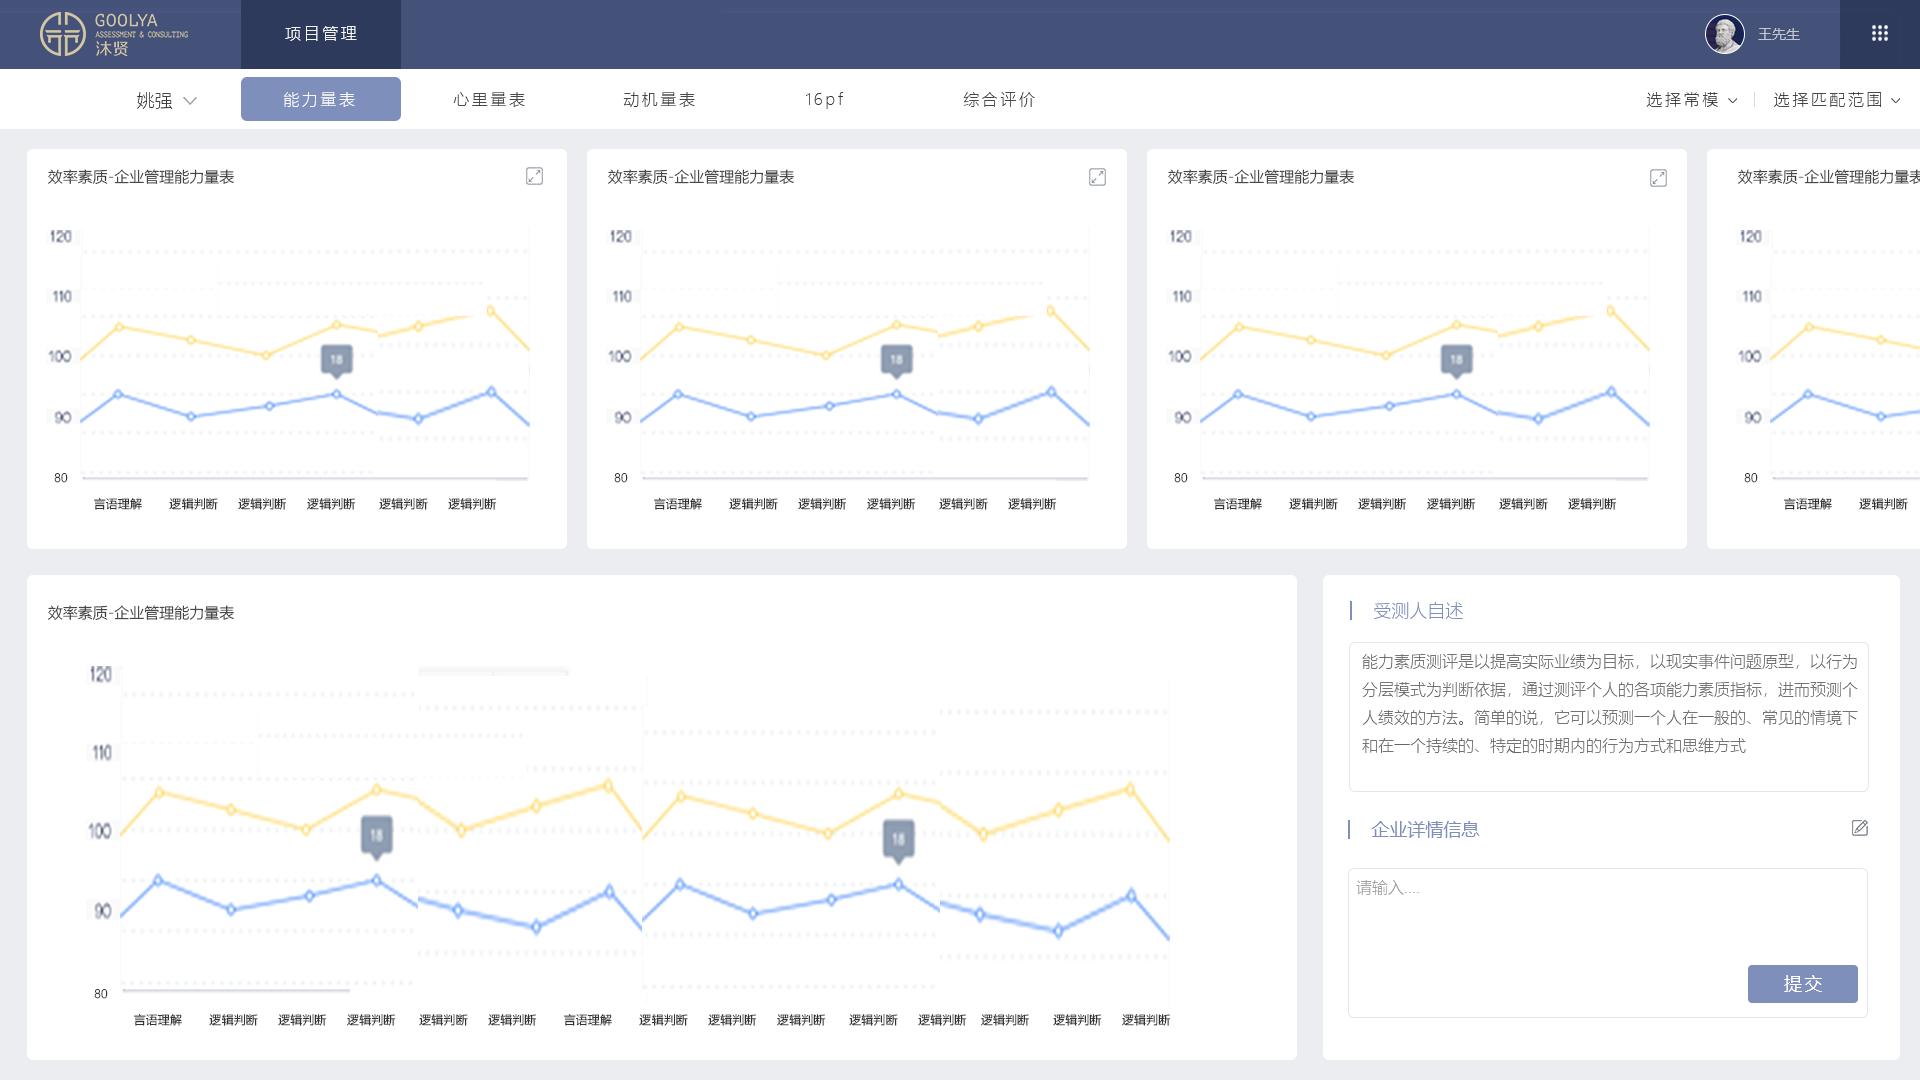 GOOLYA
ASSESSMENT & CONSULTING
沐贤
项目管理
王先生
姚强
能力量表
心里量表
动机量表
16pf
综合评价
选择常模
选择匹配范围
效率素质-企业管理能力量表
120
110
100
90
80
18
言语理解 逻辑判断 逻辑判断 逻辑判断 逻辑判断 逻辑判断
效率素质-企业管理能力量表
120
110
100
90
80
18
言语理解 逻辑判断 逻辑判断 逻辑判断 逻辑判断 逻辑判断
效率素质-企业管理能力量表
120
110
100
90
80
18
言语理解 逻辑判断 逻辑判断 逻辑判断 逻辑判断 逻辑判断
效率素质-企业管理能力量表
120
110
100
90
80
言语理解 逻辑判断
效率素质-企业管理能力量表
120
110
100
90
80
18
18
言语理解 逻辑判断 逻辑判断 逻辑判断 逻辑判断 逻辑判断 言语理解 逻辑判断 逻辑判断 逻辑判断 逻辑判断 逻辑判断 逻辑判断 逻辑判断 逻辑判断
受测人自述
能力素质测评是以提高实际业绩为目标，以现实事件问题原型，以行为
分层模式为判断依据，通过测评个人的各项能力素质指标，进而预测个
人绩效的方法。简单的说，它可以预测一个人在一般的、常见的情境下
和在一个持续的、特定的时期内的行为方式和思维方式
企业详情信息
请输入....
提交